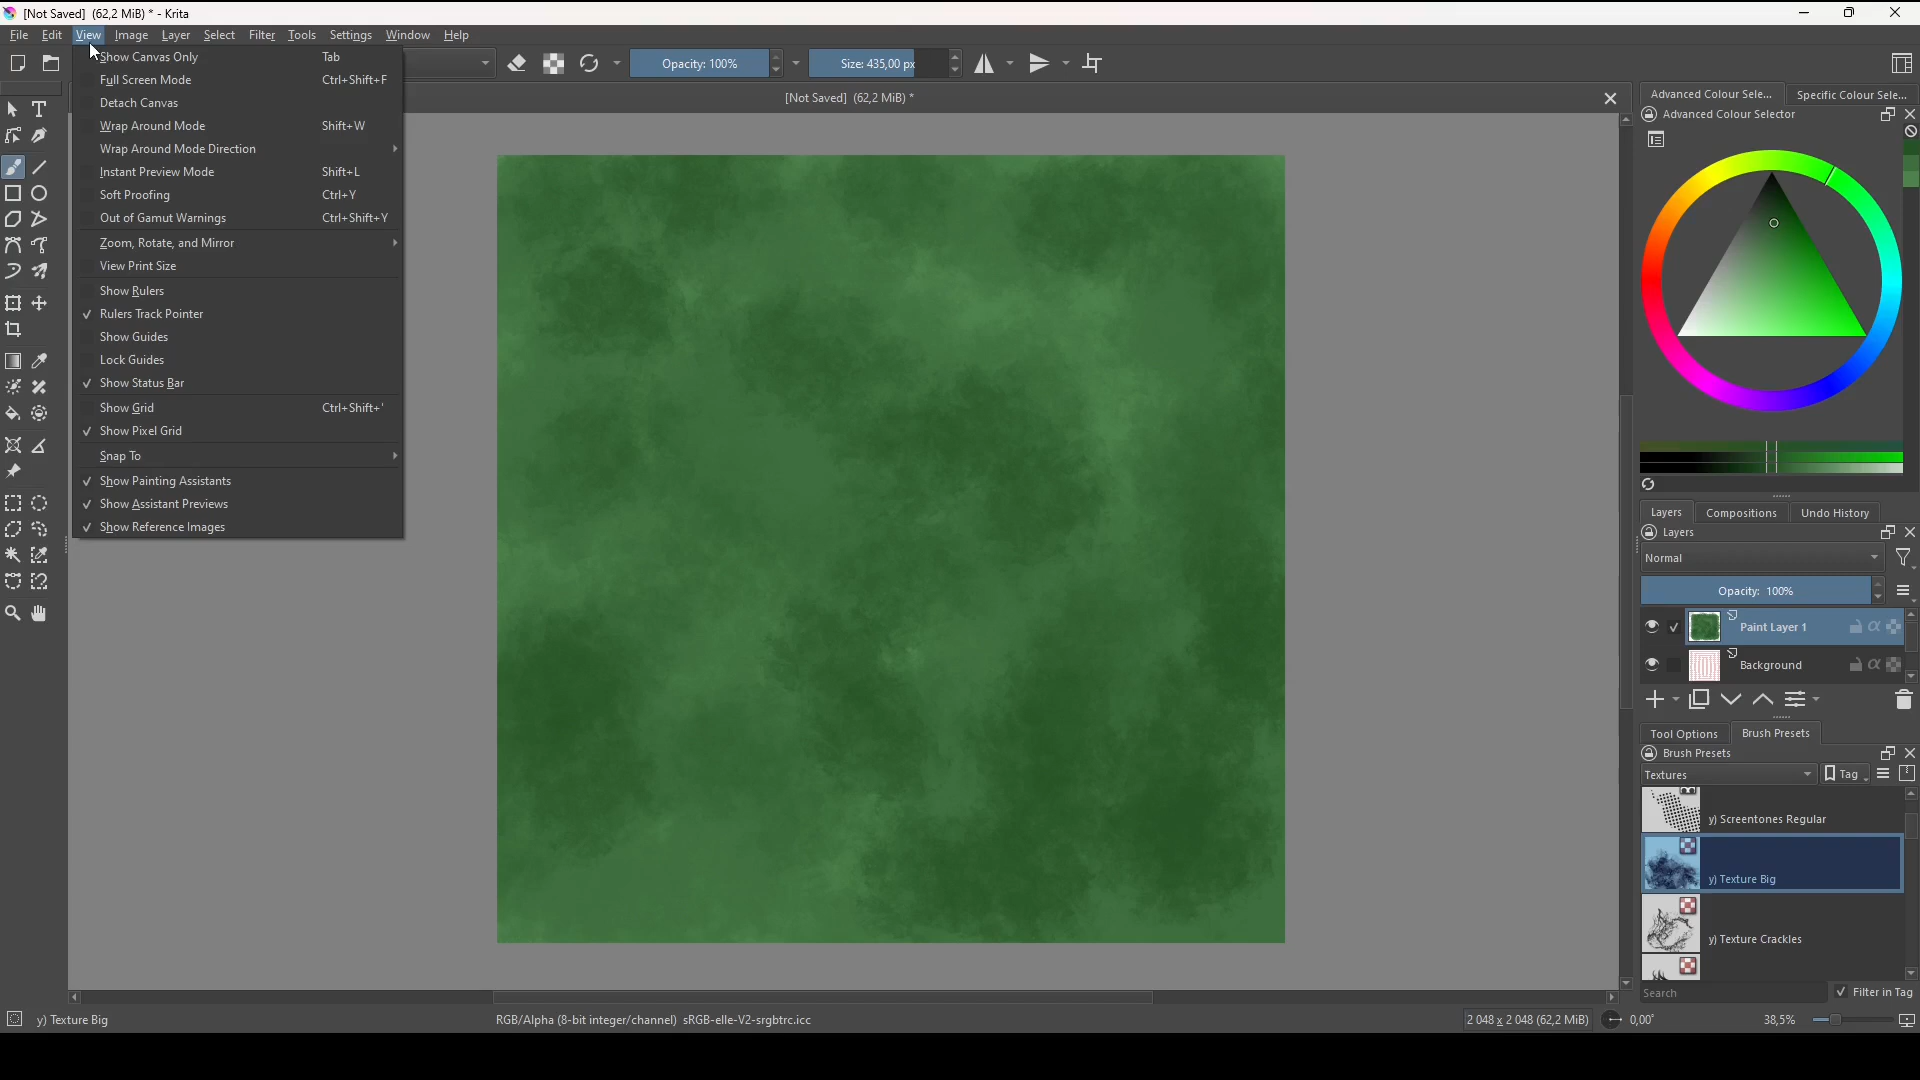 [Not Saved] (62,2 MiB) * - Krita
File Edit View Image Layer Select Filter Tools Settings Window Help
Show Canvas Only Tab
Full Screen Mode Ctrl+Shift+F
Detach Canvas
Wrap Around Mode Shift+W
Wrap Around Mode Direction
Instant Preview Mode Shift+L
Soft Proofing Ctrl+Y
Out of Gamut Warnings Ctrl+Shift+Y
Zoom, Rotate, and Mirror
View Print Size
Show Rulers
Rulers Track Pointer
Show Guides
Lock Guides
Show Status Bar
Show Grid Ctrl+Shift+'
Show Pixel Grid
Snap To
Show Painting Assistants
Show Assistant Previews
Show Reference Images
Opacity: 100%
Size: 435,00 px
[Not Saved] (62,2 MiB) *
Advanced Colour Sele... Specific Colour Sele...
Advanced Colour Selector
Layers Compositions Undo History
Layers
Normal
Opacity: 100%
Paint Layer 1
Background
Tool Options Brush Presets
Brush Presets
Textures Tag
y) Screentones Regular
y) Texture Big
y) Texture Crackles
Search Filter in Tag
y) Texture Big
RGB/Alpha (8-bit integer/channel) sRGB-elle-V2-srgbtrc.icc
2 048 x 2 048 (62,2 MiB) 0,00° 38,5%